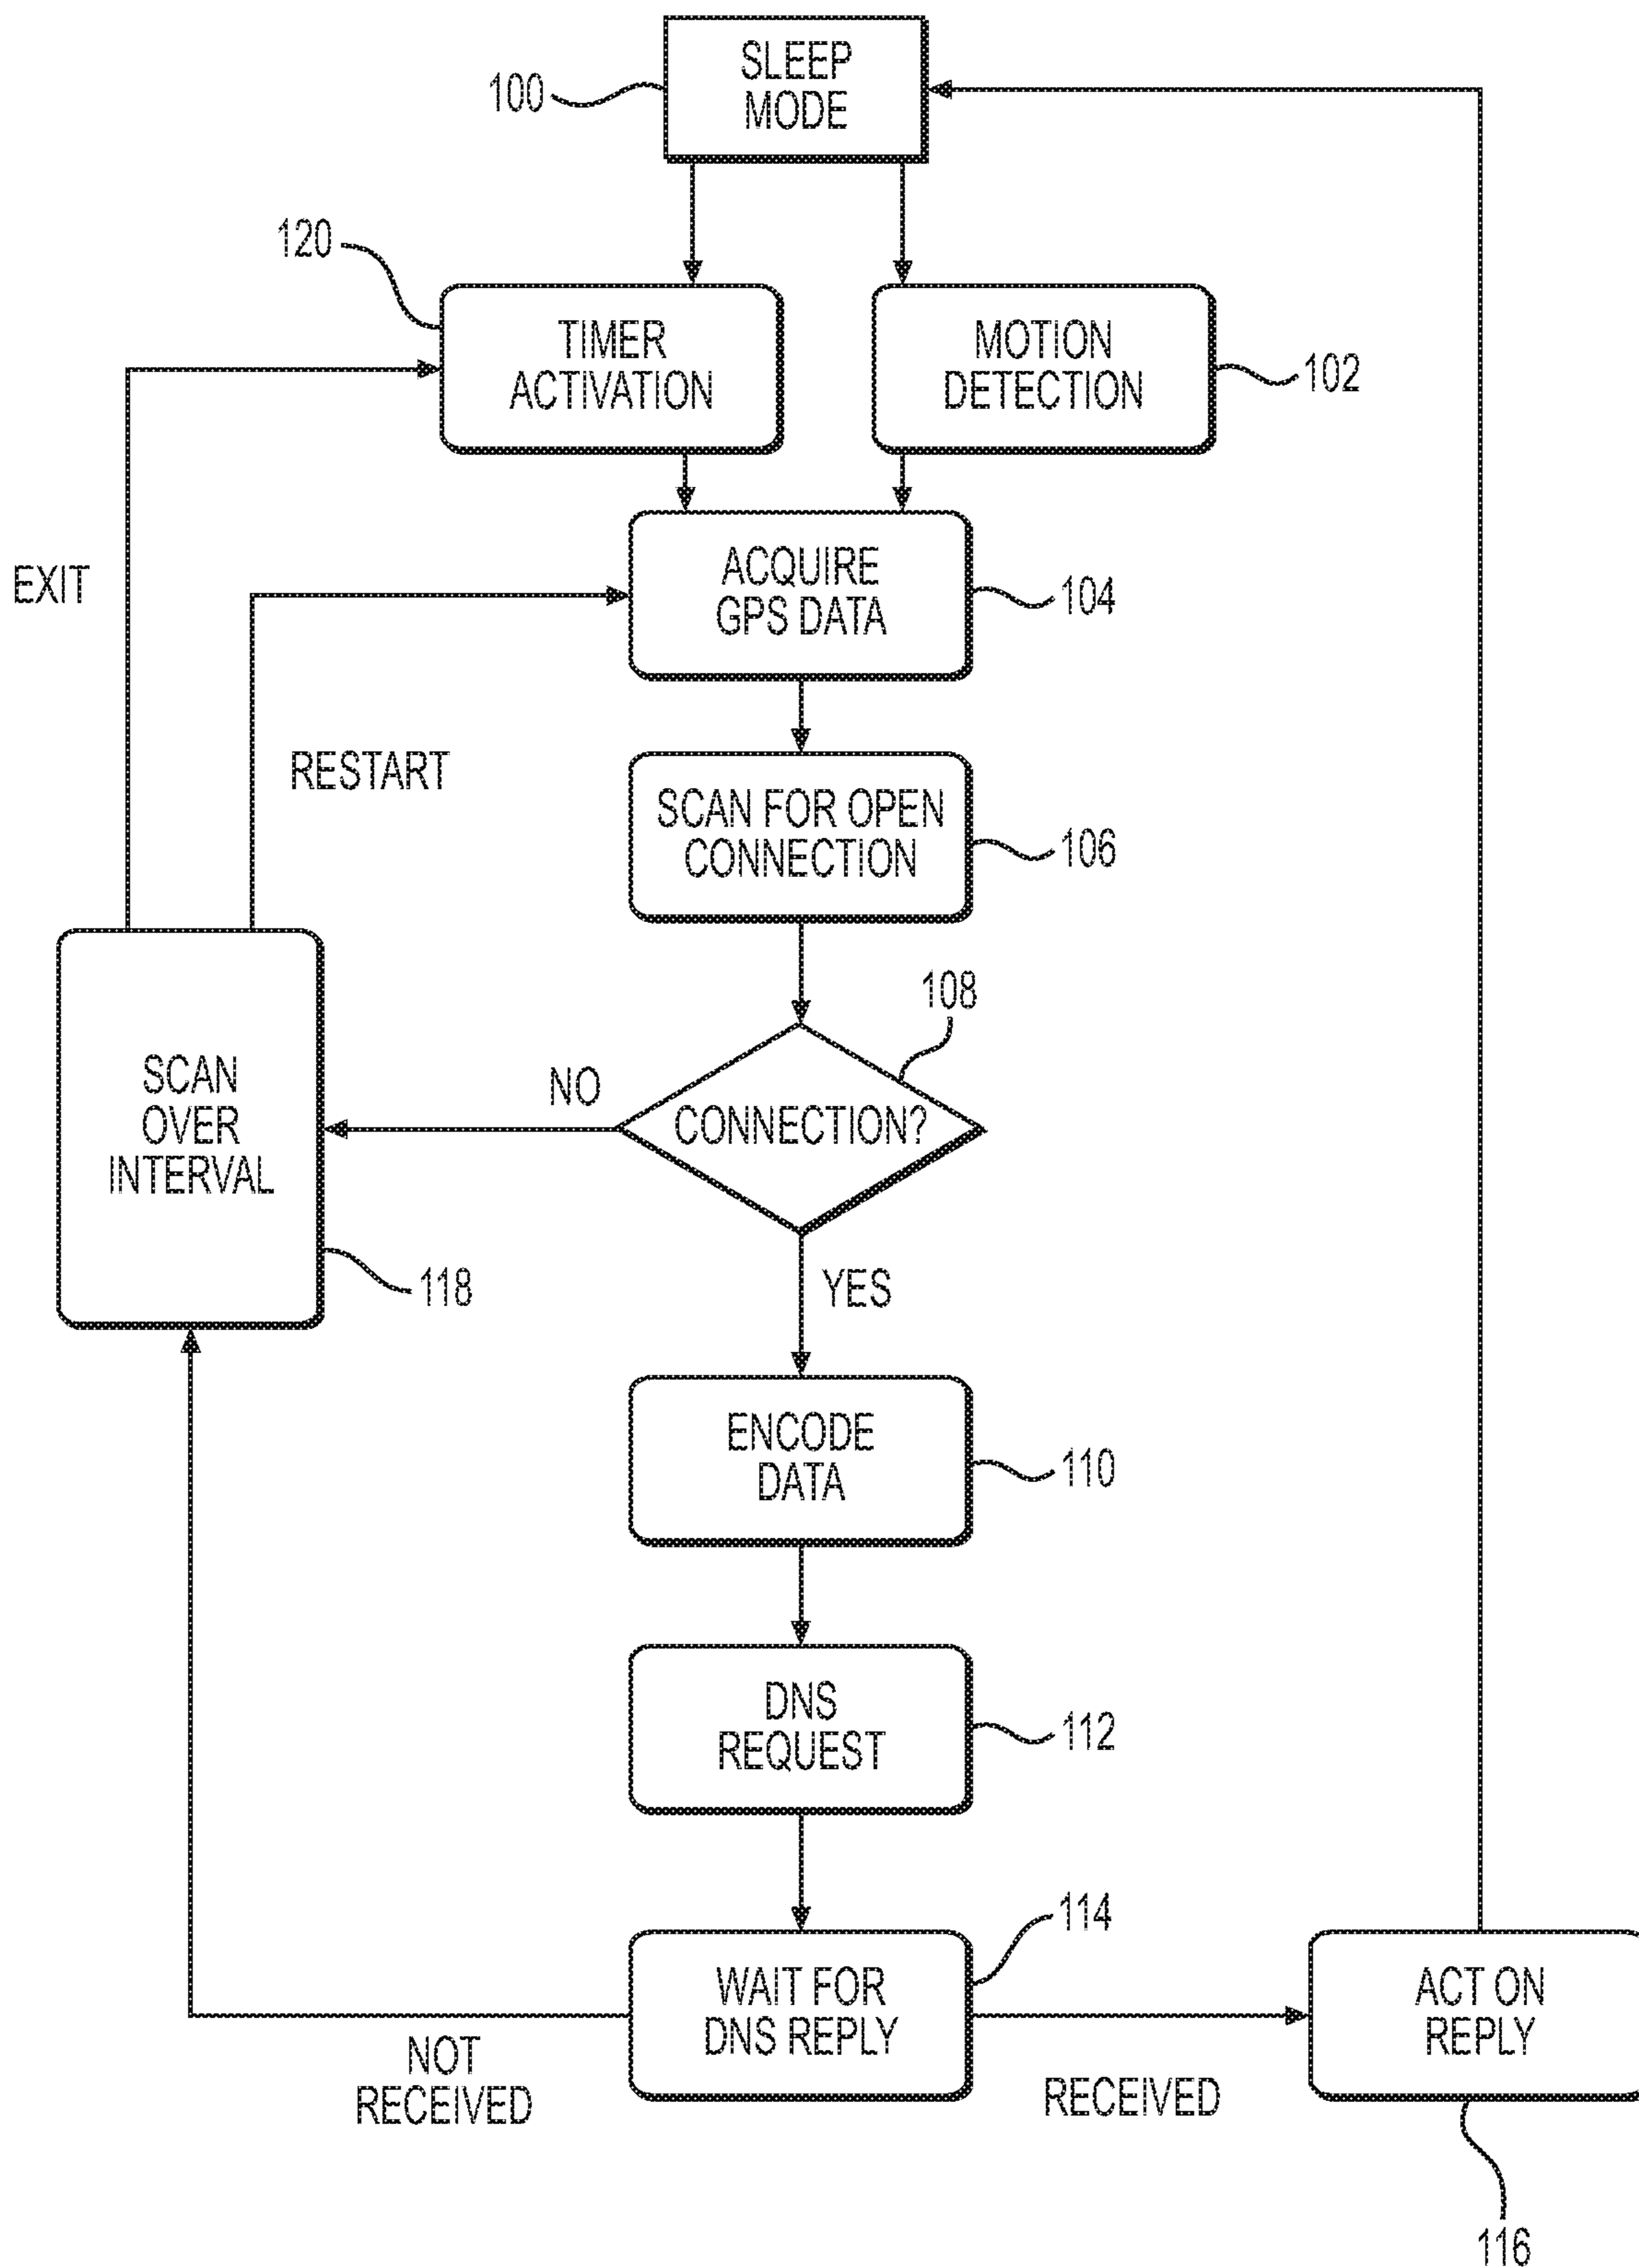 SLEEP
MODE
100
120
TIMER
ACTIVATION
MOTION
DETECTION
102
EXIT
ACQUIRE
GPS DATA
104
RESTART
SCAN FOR OPEN
CONNECTION
106
108
SCAN
OVER
INTERVAL
NO
CONNECTION?
118
YES
ENCODE
DATA
110
DNS
REQUEST
112
114
WAIT FOR
DNS REPLY
ACT ON
REPLY
NOT
RECEIVED
RECEIVED
116